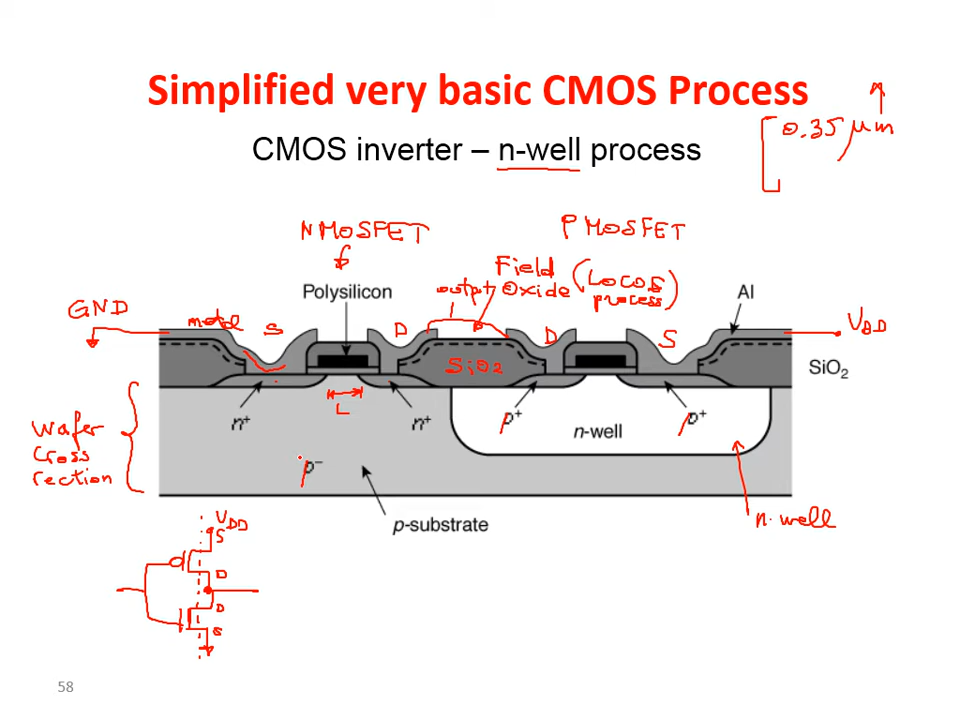 Simplified very basic CMOS Process
0.35 μm
CMOS inverter – n-well process
NMOSFET
PMOSFET
Field
Oxide
(LOCOS
process)
output
Polysilicon
Al
GND
metal
S
D
D
S
VDD
SiO2
SiO2
L
n+
n+
p+
p+
n-well
wafer
cross
section
p−
p-substrate
n-well
VDD
S
D
D
S
58